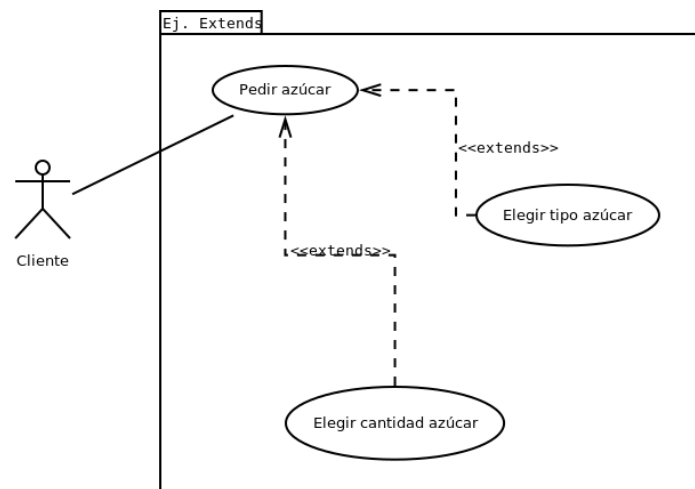 Ej. Extends
Pedir azúcar
<<extends>>
Elegir tipo azúcar
<<extends>>
Cliente
Elegir cantidad azúcar